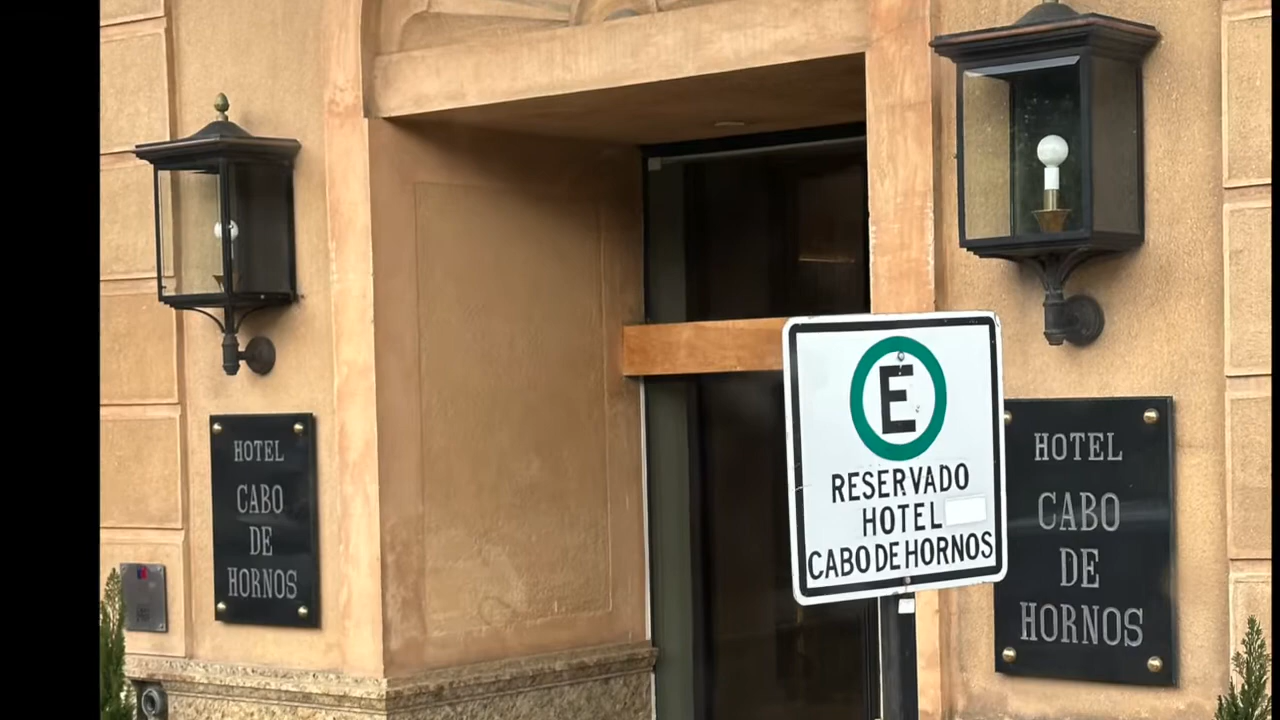 HOTEL
CABO
DE
HORNOS
E
RESERVADO
HOTEL
CABO DE HORNOS
HOTEL
CABO
DE
HORNOS